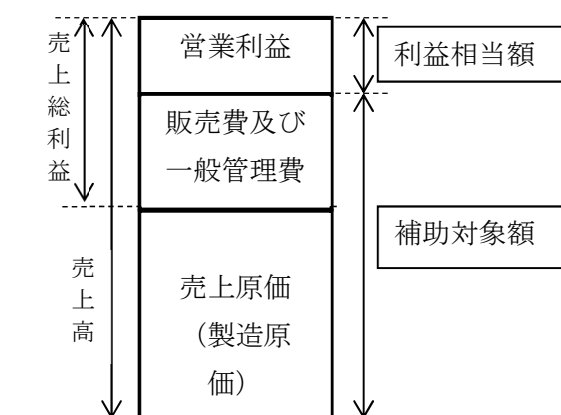 売上総利益
売上高
営業利益
販売費及び
一般管理費
売上原価
（製造原
価）
利益相当額
補助対象額